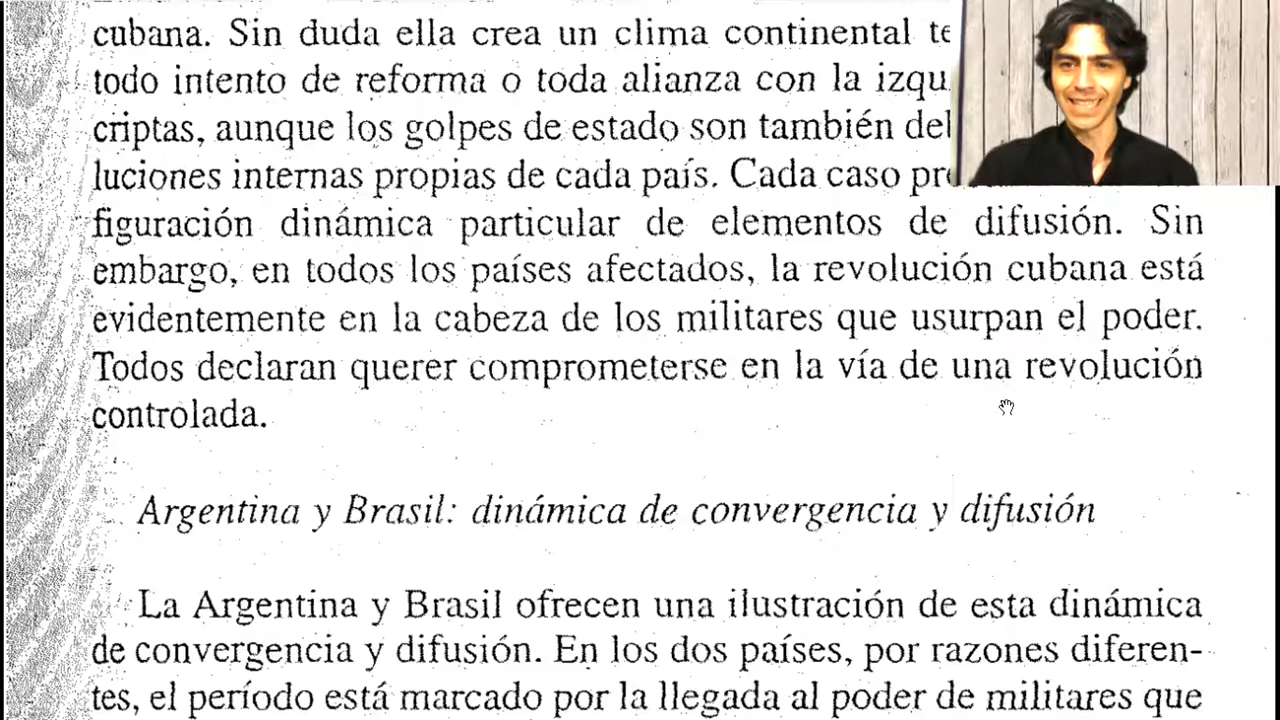 cubana. Sin duda ella crea un clima continental
todo intento de reforma o toda alianza con la
criptas, aunque los golpes de estado son también
luciones internas propias de cada país. Cada caso
figuración dinámica particular de elementos de difusión. Sin
embargo, en todos los países afectados, la revolución cubana está
evidentemente en la cabeza de los militares que usurpan el poder.
Todos declaran querer comprometerse en la vía de una revolución
controlada.
Argentina y Brasil: dinámica de convergencia y difusión
La Argentina y Brasil ofrecen una ilustración de esta dinámica
de convergencia y difusión. En los dos países, por razones diferen-
tes, el período está marcado por la llegada al poder de militares que